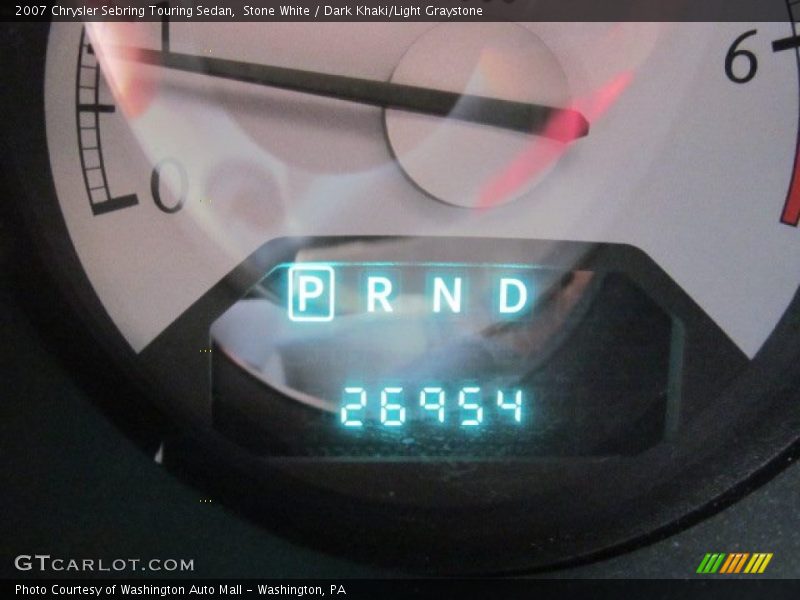 2007 Chrysler Sebring Touring Sedan, Stone White / Dark Khaki/Light Graystone
6
0
P R N D
26954
GTCARLOT.COM
Photo Courtesy of Washington Auto Mall - Washington, PA